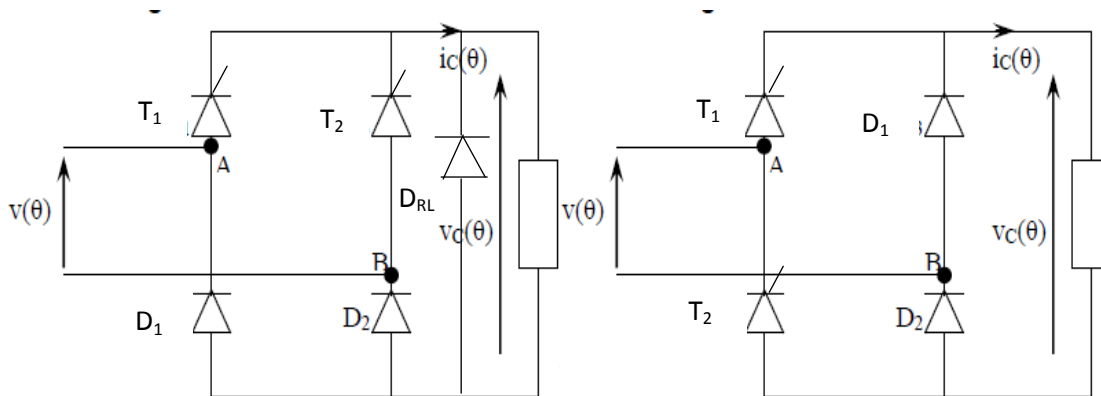 iC(θ)
T1
T2
A
DRL
v(θ)
vC(θ)
B
D1
D2
iC(θ)
T1
D1
A
v(θ)
vC(θ)
B
T2
D2